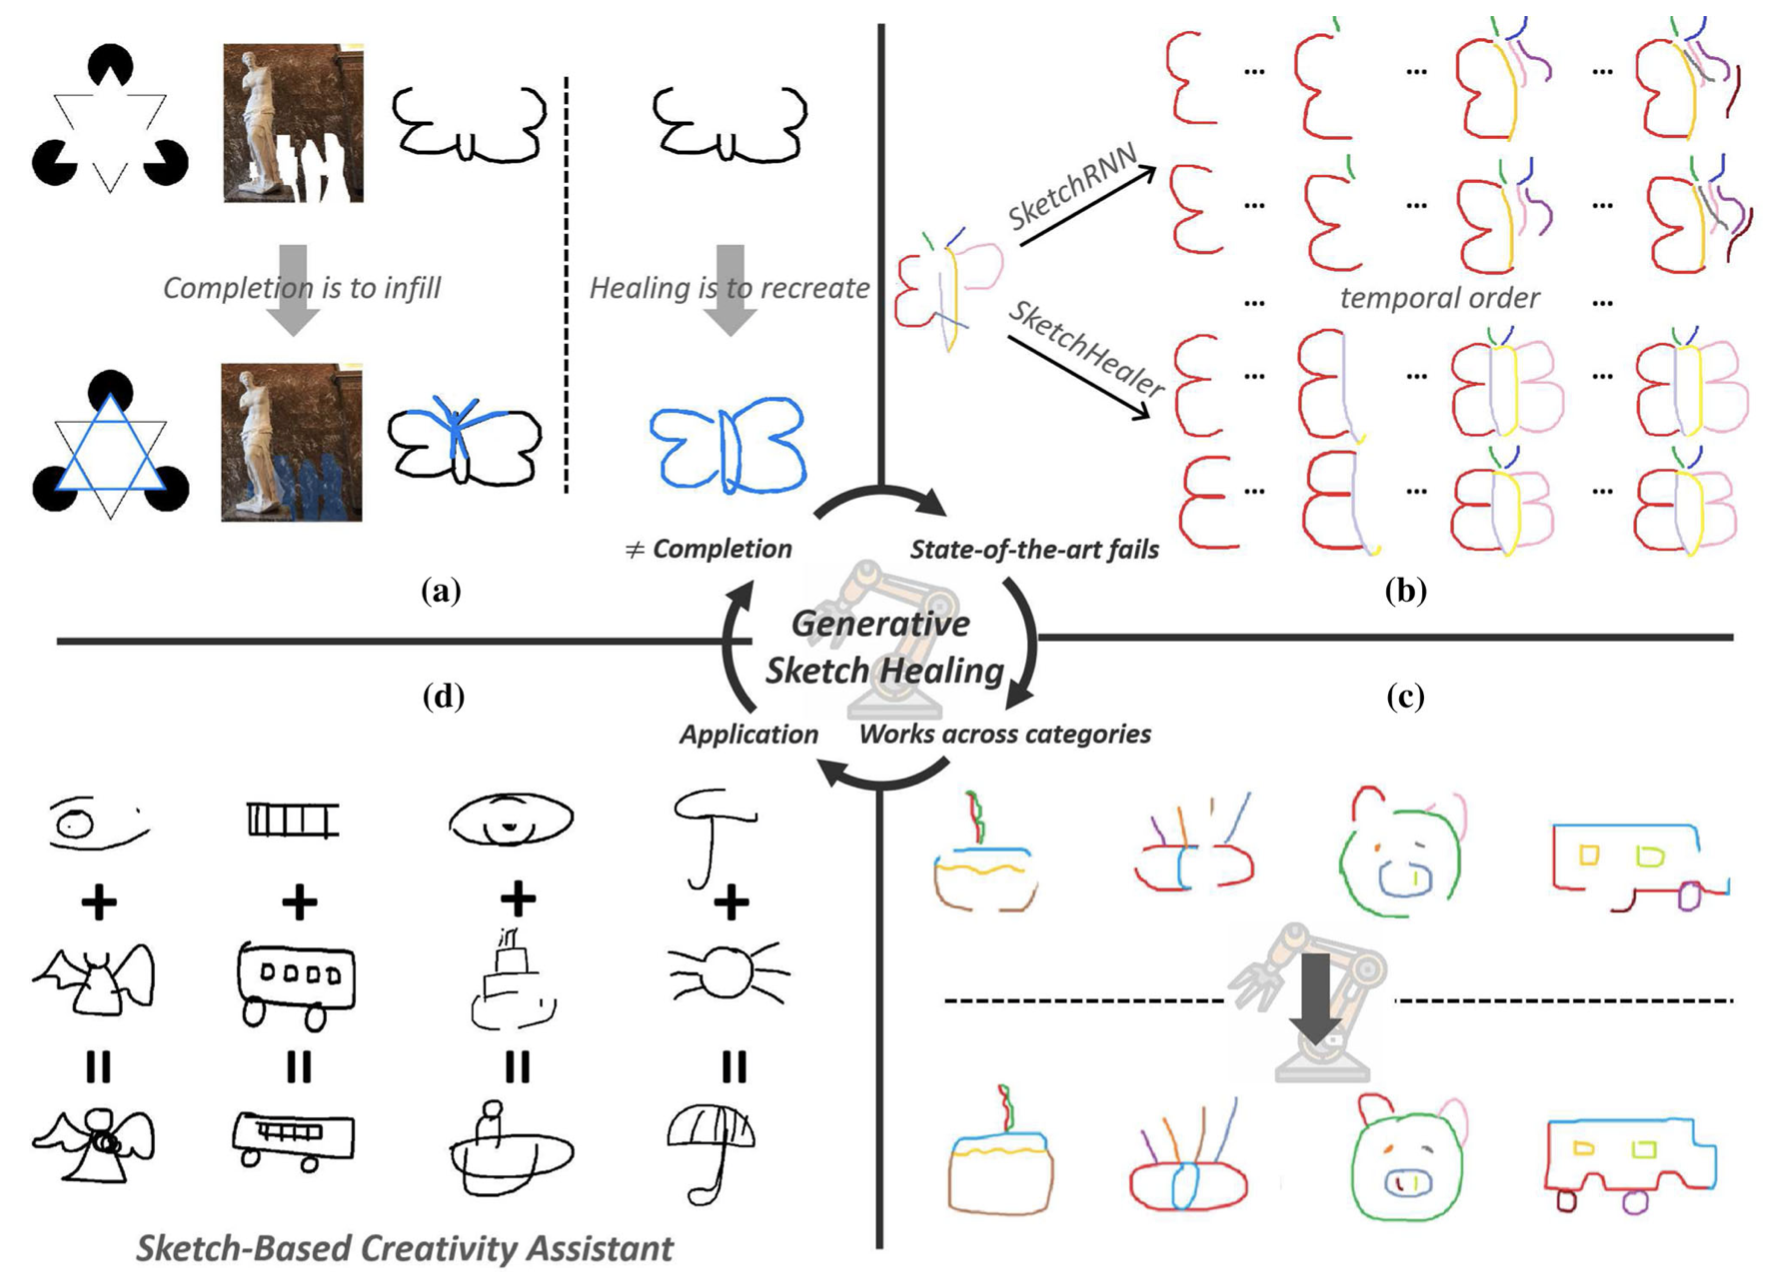 Completion is to infill
Healing is to recreate
SketchRNN
SketchHealer
...
...
...
...
...
...
...
temporal order
...
...
...
...
...
...
...
≠ Completion
State-of-the-art fails
(a)
(b)
Generative
Sketch Healing
(d)
(c)
Application
Works across categories
+
+
+
+
=
=
=
=
Sketch-Based Creativity Assistant